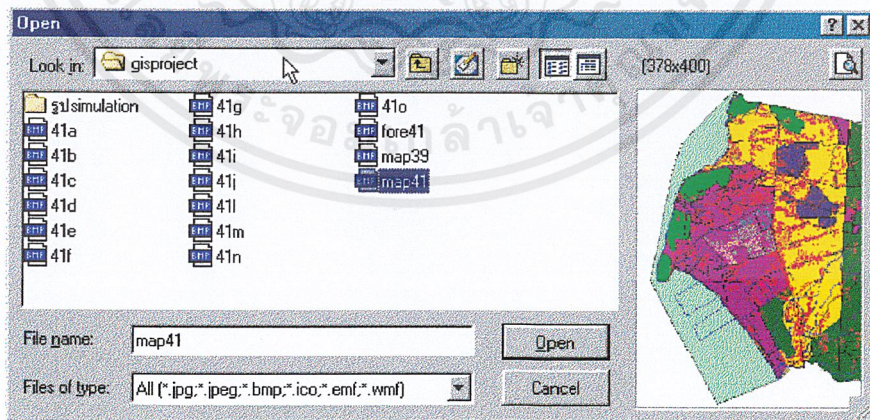 Open
Look in: gisproject (378x400)
รูปsimulation 41g 41o
41a 41h fore41
41b 41i map39
41c 41j map41
41d 41l
41e 41m
41f 41n
File name: map41 Open
Files of type: All (*.jpg;*.jpeg;*.bmp;*.ico;*.emf;*.wmf) Cancel